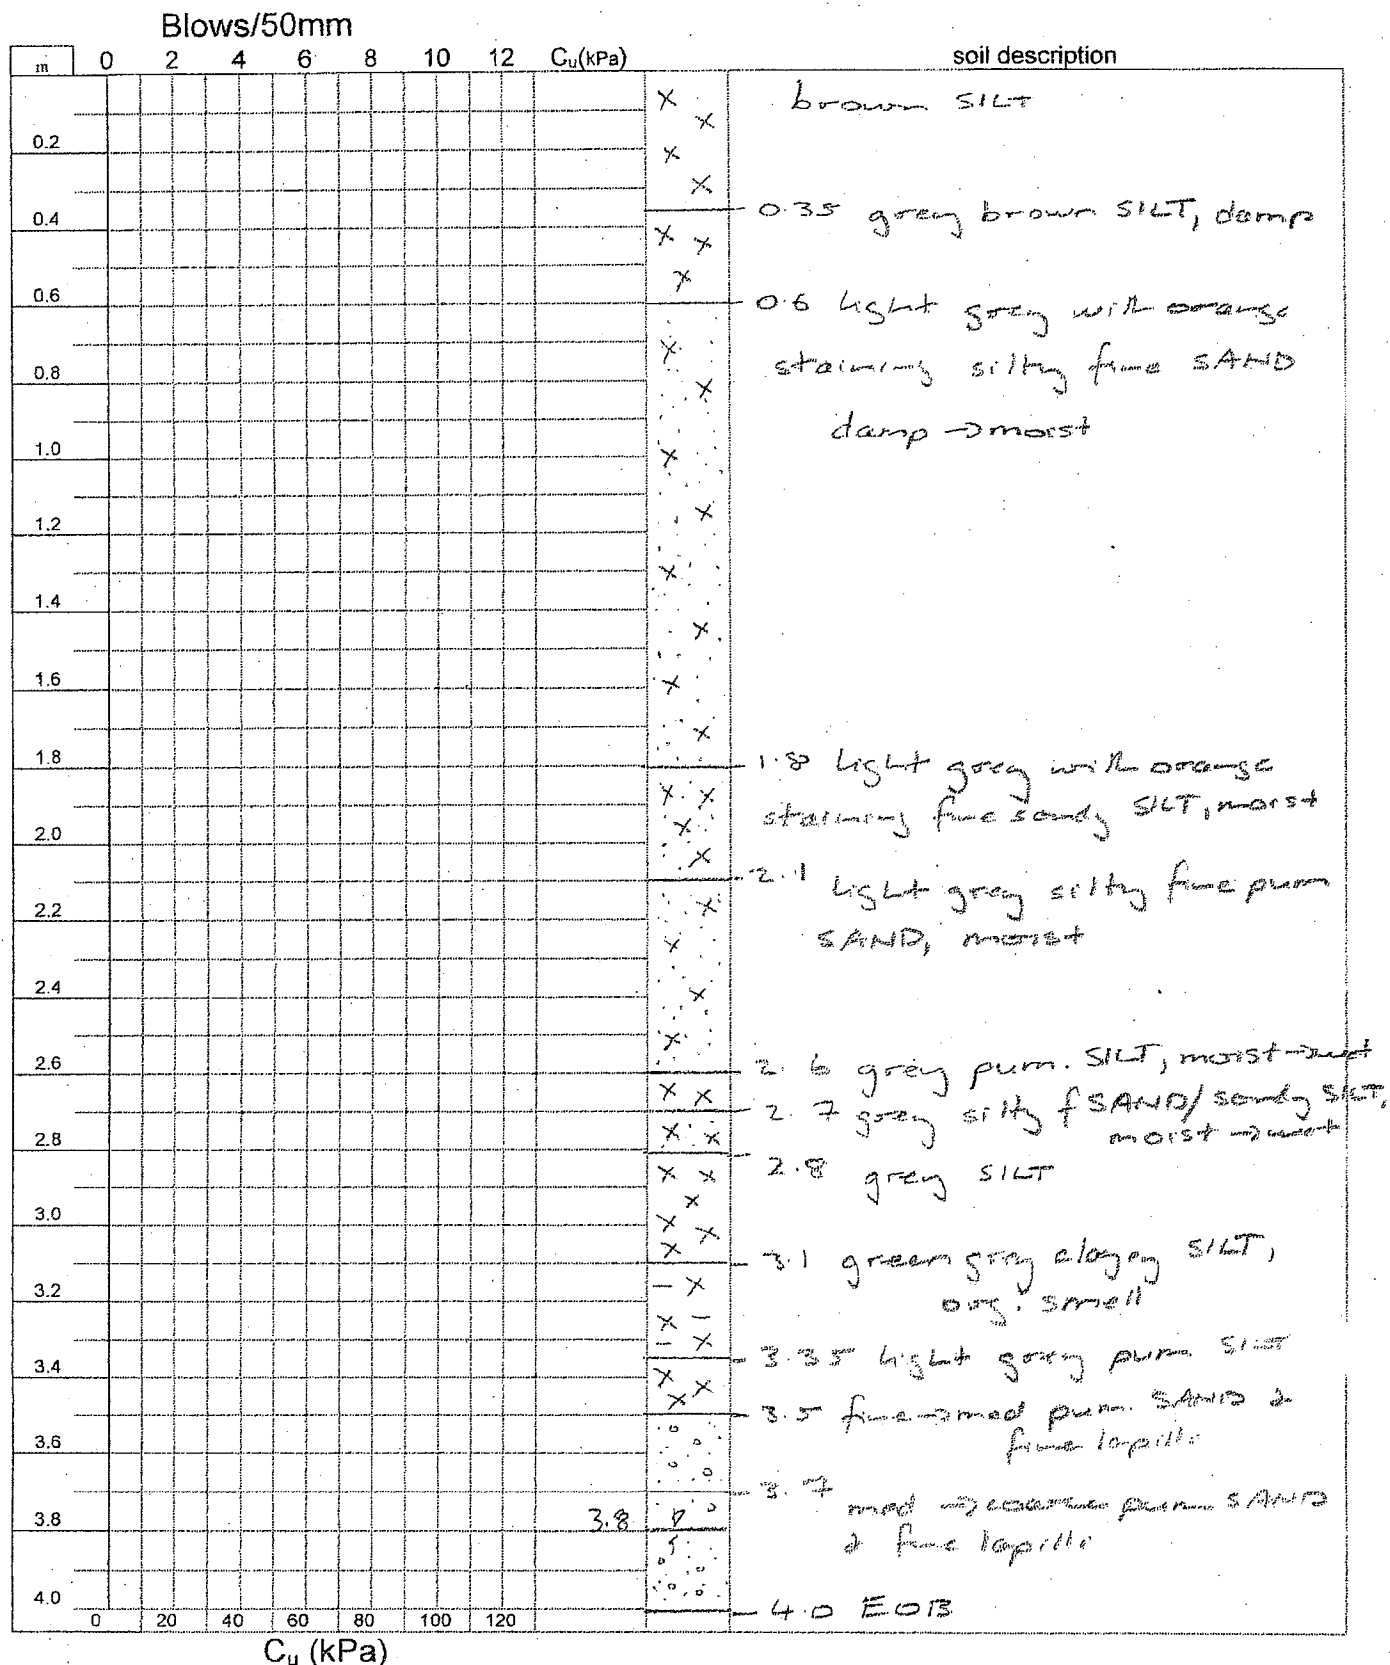 Blows/50mm
m 0 2 4 6 8 10 12 Cu(kPa) soil description
brown SILT
0.2
0.35 grey brown SILT, damp
0.4
0.6
0.6 light grey with orange
staining silty fine SAND
0.8
damp → moist
1.0
1.2
1.4
1.6
1.8
1.8 light grey with orange
staining fine sandy SILT, moist
2.0
2.1 light grey silty fine pum
2.2
SAND, moist
2.4
2.6
2.6 grey pum. SILT, moist → wet
2.7 grey silty f SAND/sandy SILT,
moist → wet
2.8
2.8 grey SILT
3.0
3.1 green grey clayey SILT,
3.2
org. smell
3.35 light grey pum SILT
3.4
3.5 fine → med pum. SAND &
fine lapilli
3.6
3.7 med → coarse pum SAND
3.8 3.8
& fine lapilli
4.0
4.0 EOB
0 20 40 60 80 100 120
Cu (kPa)